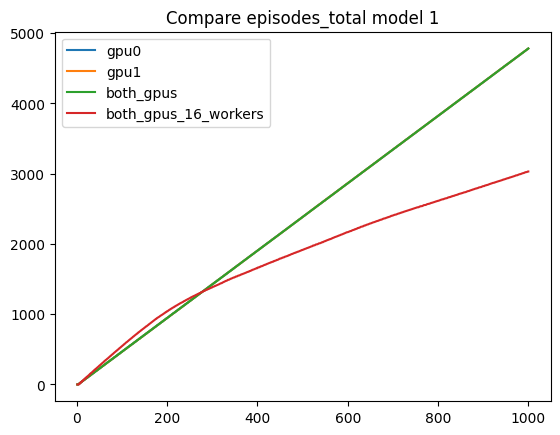 Compare episodes_total model 1
5000
4000
3000
2000
1000
0
gpu0
gpu1
both_gpus
both_gpus_16_workers
0 200 400 600 800 1000